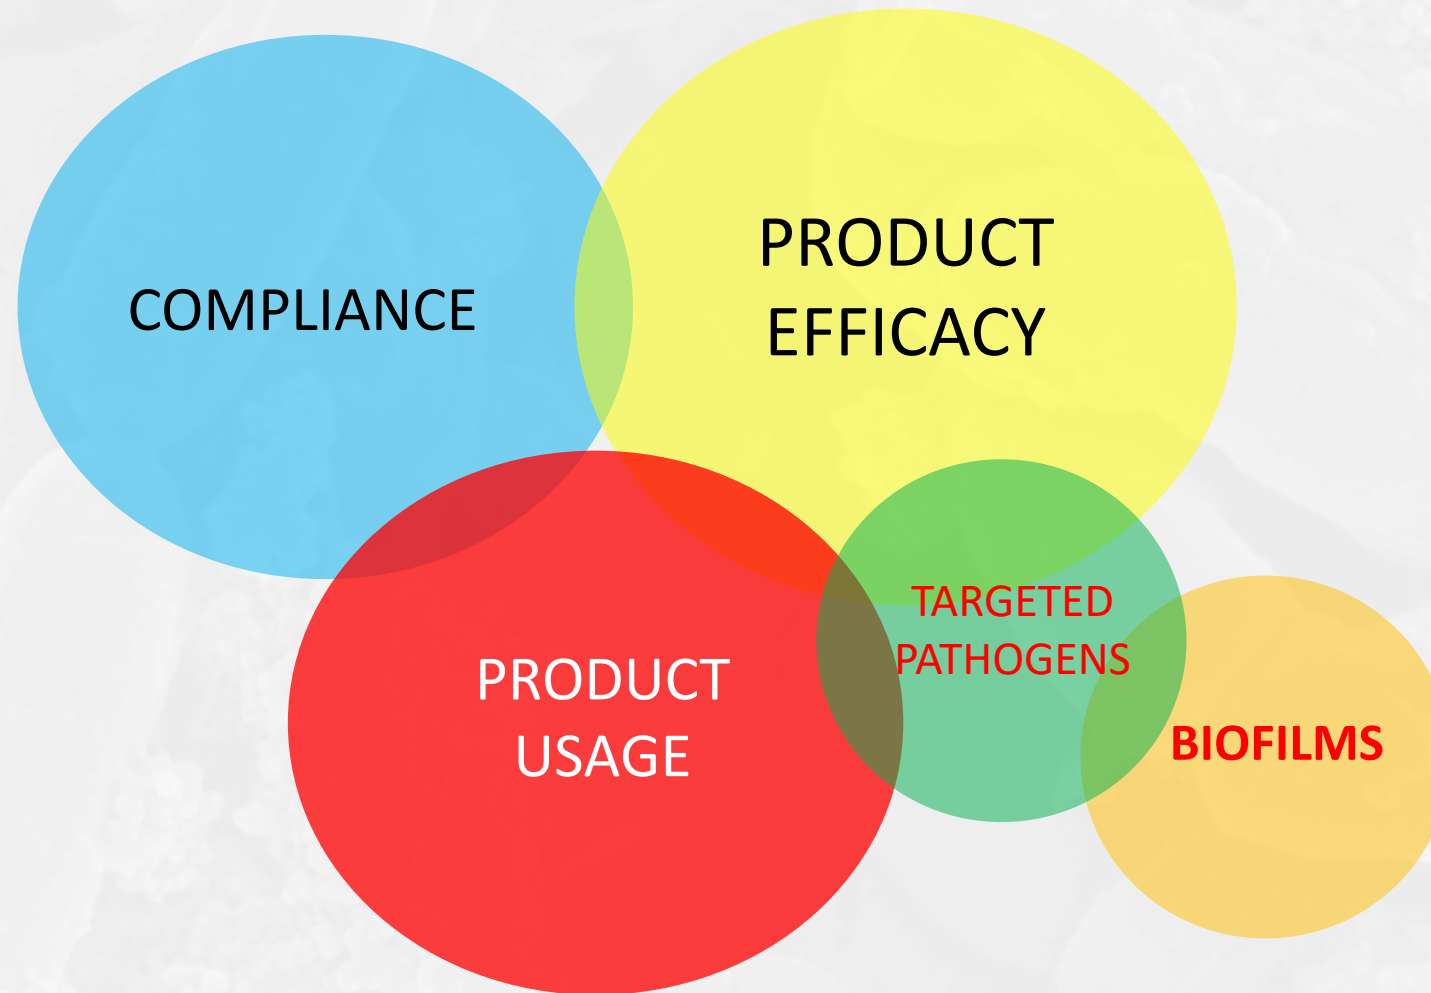 COMPLIANCE
PRODUCT
EFFICACY
PRODUCT
USAGE
TARGETED
PATHOGENS
BIOFILMS